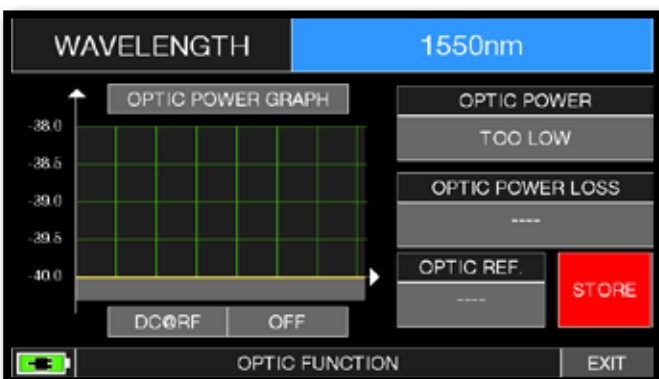 WAVELENGTH 1550nm
OPTIC POWER GRAPH
-38.0
-38.5
-39.0
-39.5
-40.0
DC@RF OFF
OPTIC POWER
TOO LOW
OPTIC POWER LOSS
----
OPTIC REF.
----
STORE
OPTIC FUNCTION EXIT